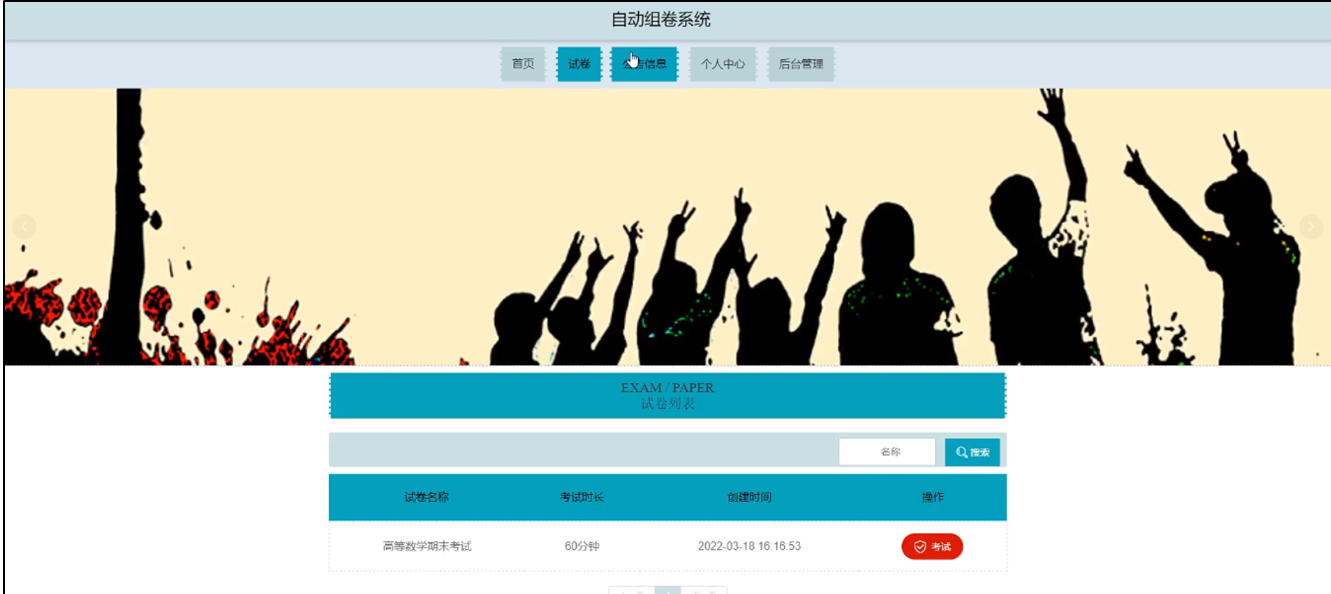 自动组卷系统
首页 试卷 公告信息 个人中心 后台管理
EXAM / PAPER
试卷列表
名称 搜索
试卷名称 考试时长 创建时间 操作
高等数学期末考试 60分钟 2022-03-18 16:16:53 考试